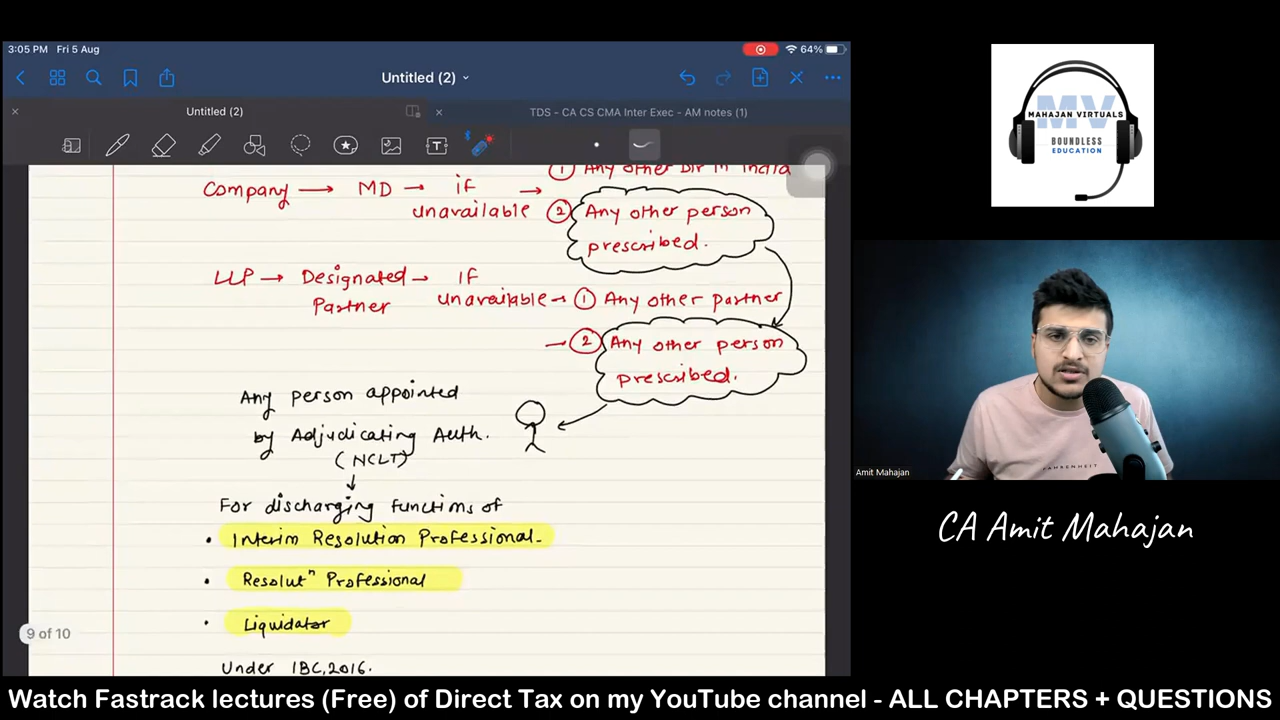 3:05 PM Fri 5 Aug
64%
Untitled (2)
Untitled (2)
TDS - CA CS CMA Inter Exec - AM notes (1)
① Any other Dir in India
Company → MD → if unavailable →
② Any other person
prescribed.
LLP → Designated Partner → If unavailable → ① Any other partner
→ ② Any other person
prescribed.
Any person appointed
by Adjudicating Auth.
(NCLT)
↓
For discharging functions of
• Interim Resolution Professional.
• Resolutⁿ Professional
• Liquidator
Under IBC,2016.
9 of 10
MV
MAHAJAN VIRTUALS
BOUNDLESS
EDUCATION
FAHRENHEIT
Amit Mahajan
CA Amit Mahajan
Watch Fastrack lectures (Free) of Direct Tax on my YouTube channel - ALL CHAPTERS + QUESTIONS